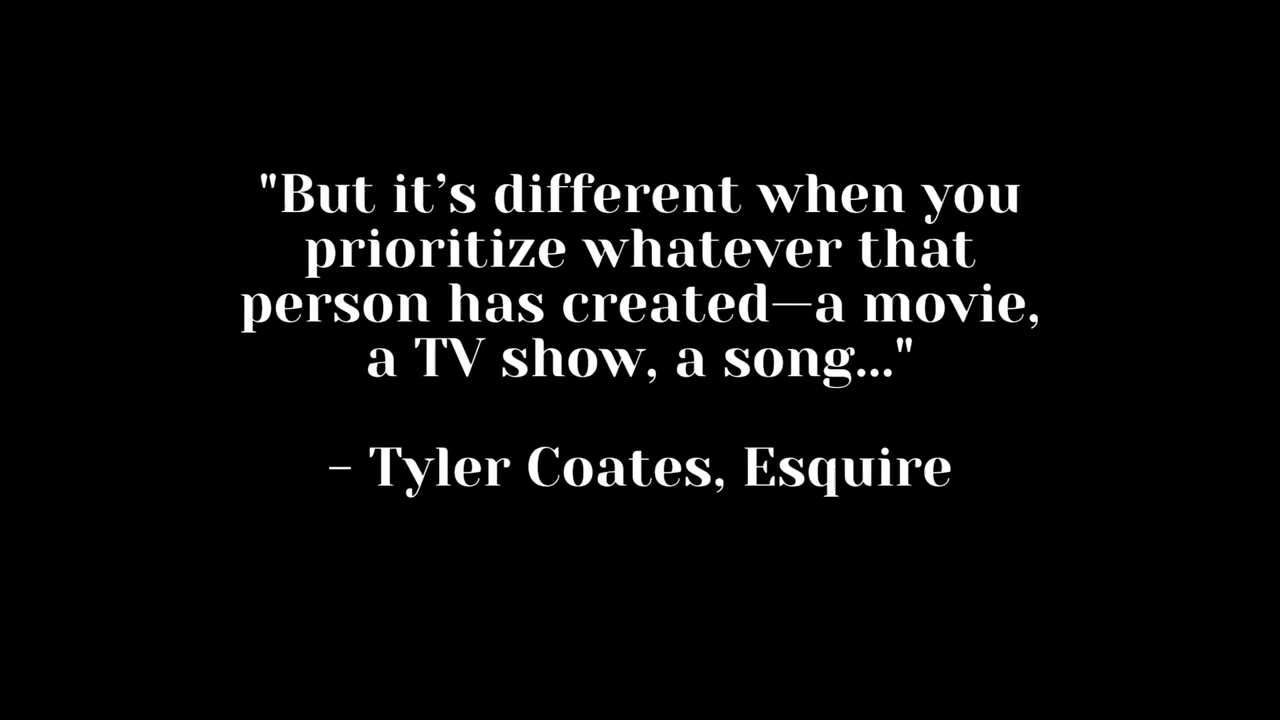 "But it’s different when you
prioritize whatever that
person has created—a movie,
a TV show, a song..."
- Tyler Coates, Esquire